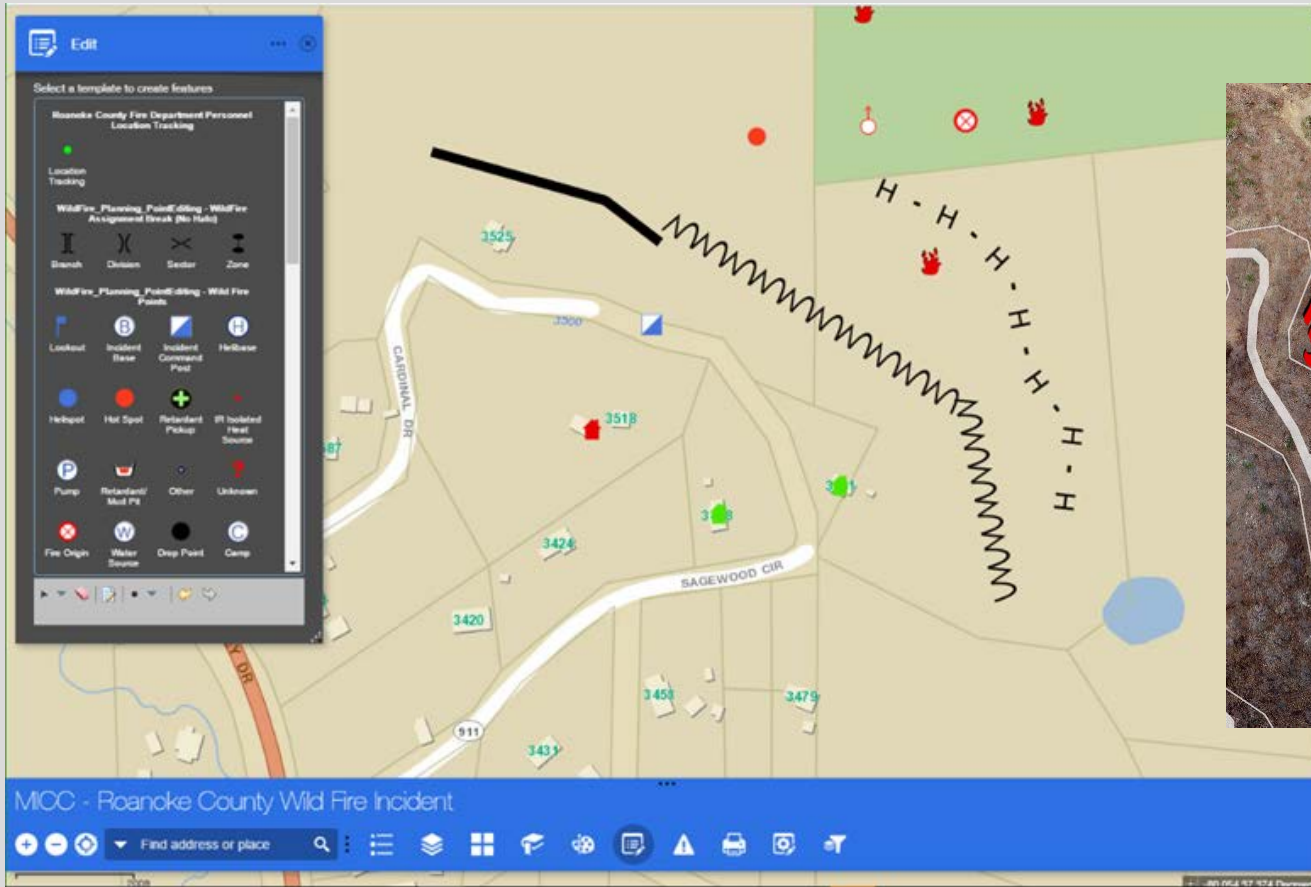 Edit
Select a template to create features
Roanoke County Fire Department Personnel
Location Tracking
Location
Tracking
WildFire_Planning_PointEditing - WildFire
Assignment Break (No Halo)
Branch
Division
Sector
Zone
WildFire_Planning_PointEditing - Wild Fire
Points
Lookout
B
Incident
Base
Incident
Command
Post
H
Helibase
Helispot
Hot Spot
Retardant
Pickup
IR Isolated
Heat
Source
P
Pump
Retardant/
Mud Pit
Other
?
Unknown
Fire Origin
W
Water
Source
Drop Point
C
Camp
H - H - H - H - H - H - H
3525
3500
CARDINAL DR
3518
3424
SAGEWOOD CIR
3420
3453
3479
911
3431
Y DR
MICC - Roanoke County Wild Fire Incident
Find address or place